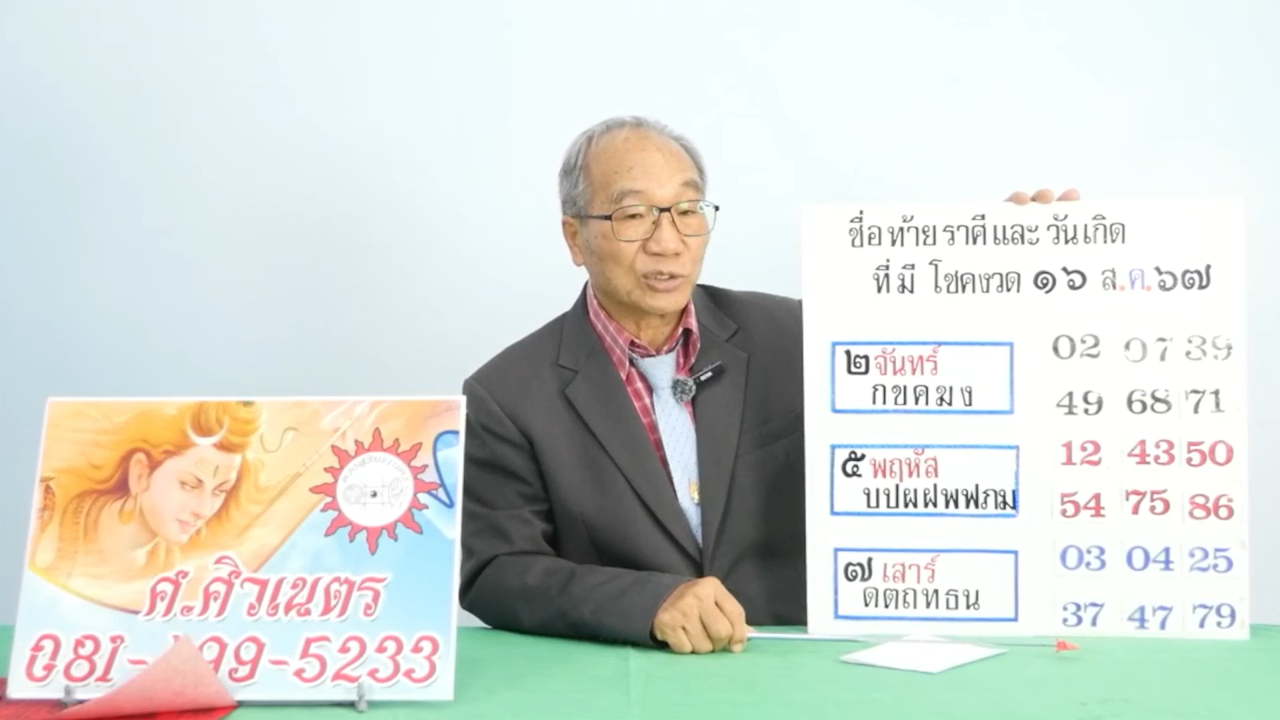 ศ.ศิวเนตร
081- 99-5233
ชื่อท้ายราศีและวันเกิด
ที่มี โชคงวด ๑๖ ส.ค.๖๗
๒ จันทร์
กขคฆง
02 07 39
49 68 71
๕ พฤหัส
บปผฝพฟภม
12 43 50
54 75 86
๗ เสาร์
ดตถทธน
03 04 25
37 47 79